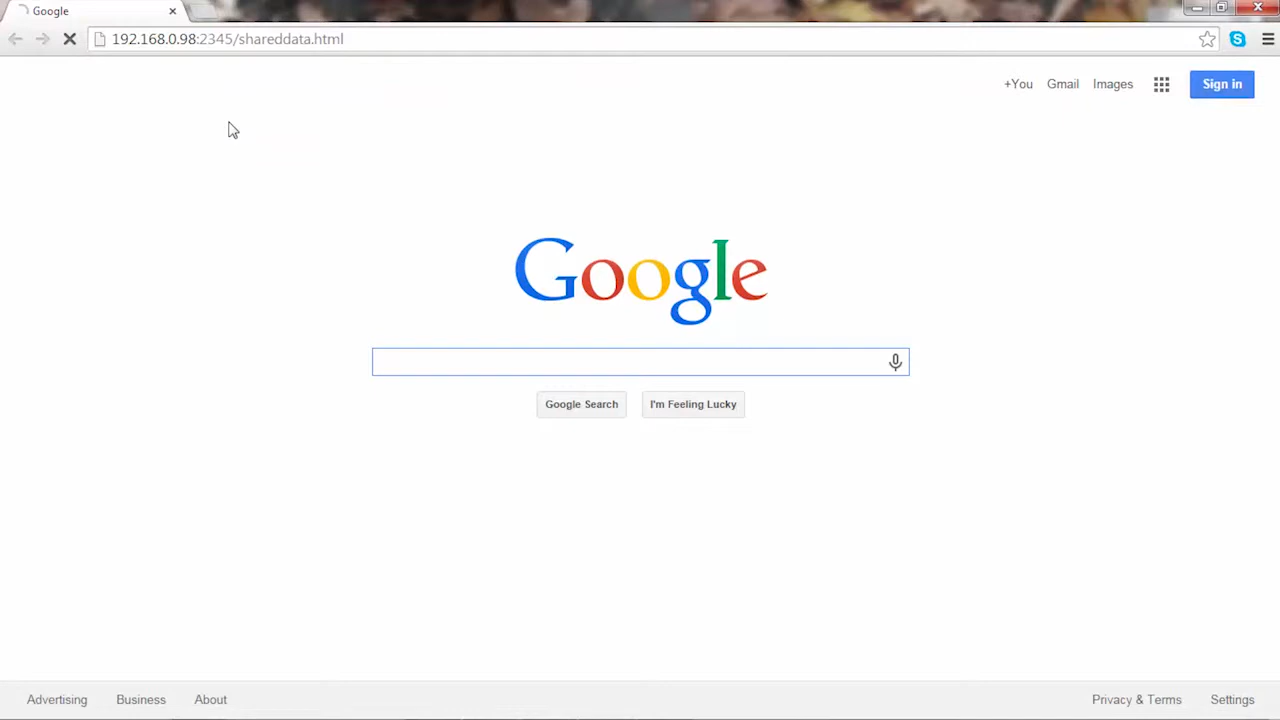 Google
192.168.0.98:2345/shareddata.html
+You Gmail Images Sign in
Google
Google Search I'm Feeling Lucky
Advertising Business About Privacy & Terms Settings